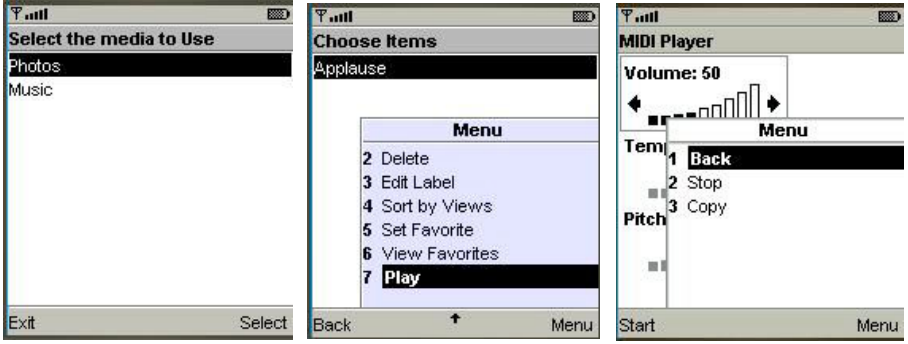 Select the media to Use
Photos
Music
Exit Select
Choose Items
Applause
Menu
2 Delete
3 Edit Label
4 Sort by Views
5 Set Favorite
6 View Favorites
7 Play
Back Menu
MIDI Player
Volume: 50
Menu
1 Back
2 Stop
3 Copy
Pitch
Start Menu